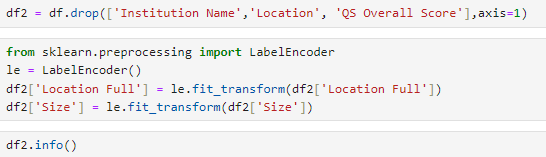 df2 = df.drop(['Institution Name','Location', 'QS Overall Score'],axis=1)
from sklearn.preprocessing import LabelEncoder
le = LabelEncoder()
df2['Location Full'] = le.fit_transform(df2['Location Full'])
df2['Size'] = le.fit_transform(df2['Size'])
df2.info()